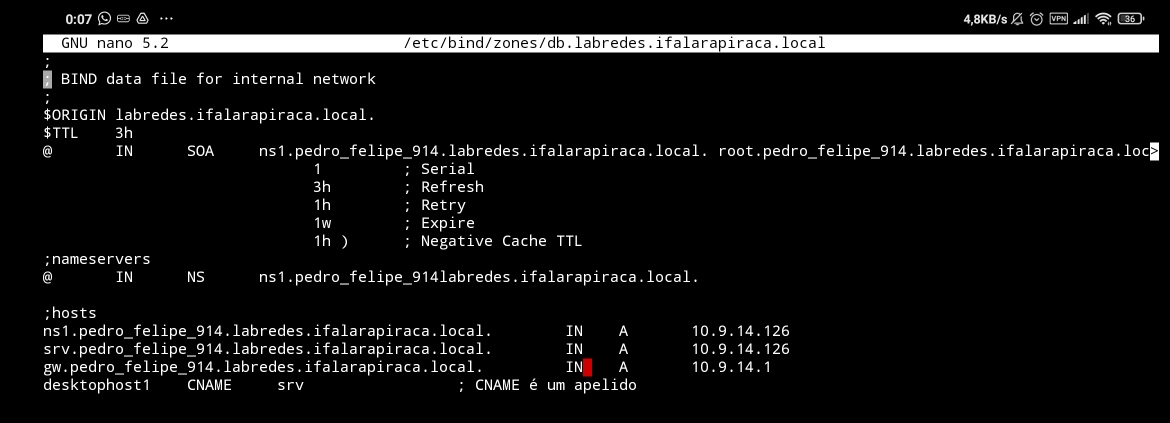 0:07 ••• 4,8KB/s VPN 36
GNU nano 5.2 /etc/bind/zones/db.labredes.ifalarapiraca.local
;
; BIND data file for internal network
;
$ORIGIN labredes.ifalarapiraca.local.
$TTL 3h
@ IN SOA ns1.pedro_felipe_914.labredes.ifalarapiraca.local. root.pedro_felipe_914.labredes.ifalarapiraca.loc>
1 ; Serial
3h ; Refresh
1h ; Retry
1w ; Expire
1h ) ; Negative Cache TTL
;nameservers
@ IN NS ns1.pedro_felipe_914labredes.ifalarapiraca.local.
;hosts
ns1.pedro_felipe_914.labredes.ifalarapiraca.local. IN A 10.9.14.126
srv.pedro_felipe_914.labredes.ifalarapiraca.local. IN A 10.9.14.126
gw.pedro_felipe_914.labredes.ifalarapiraca.local. IN A 10.9.14.1
desktophost1 CNAME srv ; CNAME é um apelido